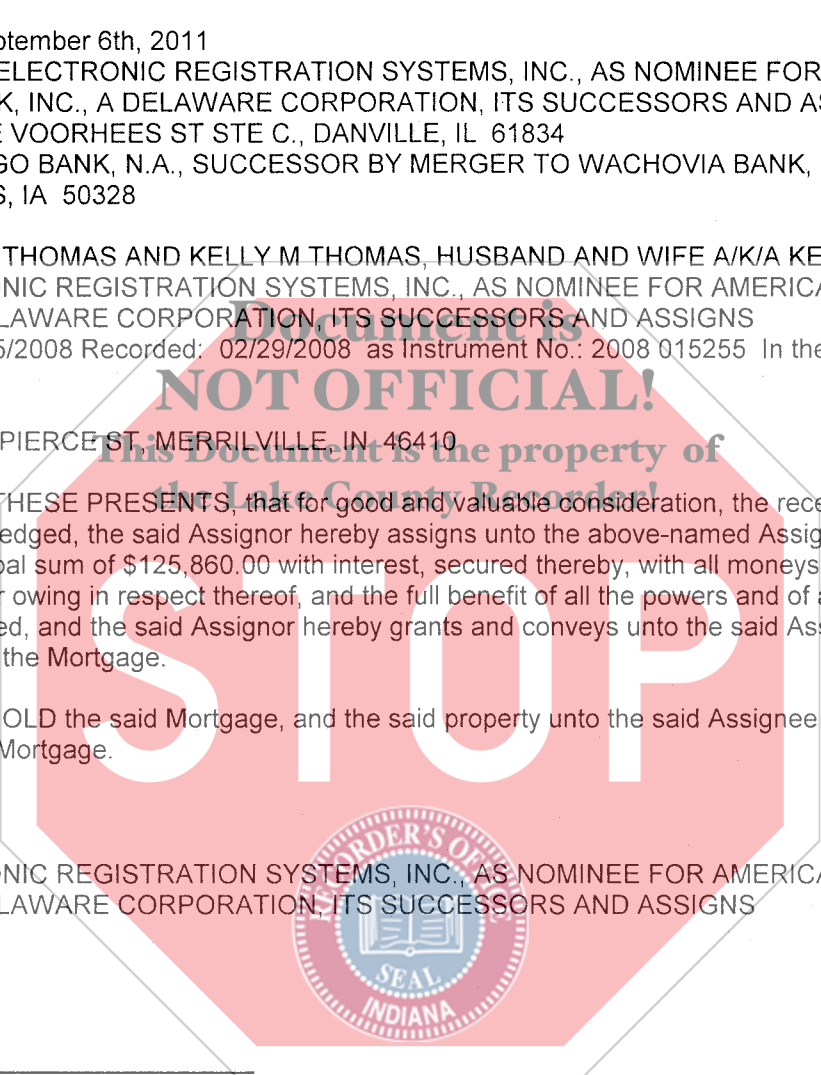 ptember 6th, 2011
ELECTRONIC REGISTRATION SYSTEMS, INC., AS NOMINEE FOR
K, INC., A DELAWARE CORPORATION, ITS SUCCESSORS AND AS
E VOORHEES ST STE C., DANVILLE, IL 61834
GO BANK, N.A., SUCCESSOR BY MERGER TO WACHOVIA BANK,
S, IA 50328
THOMAS AND KELLY M THOMAS, HUSBAND AND WIFE A/K/A KE
NIC REGISTRATION SYSTEMS, INC., AS NOMINEE FOR AMERICA
LAWARE CORPORATION, ITS SUCCESSORS AND ASSIGNS
Document is
5/2008 Recorded: 02/29/2008 as Instrument No.: 2008 015255 In the
NOT OFFICIAL!
PIERCE ST, MERRILVILLE, IN 46410
This Document is the property of
the Lake County Recorder!
HESE PRESENTS, that for good and valuable consideration, the rece
edged, the said Assignor hereby assigns unto the above-named Assig
pal sum of $125,860.00 with interest, secured thereby, with all moneys
r owing in respect thereof, and the full benefit of all the powers and of a
ed, and the said Assignor hereby grants and conveys unto the said Ass
the Mortgage.
STOP
OLD the said Mortgage, and the said property unto the said Assignee
Mortgage.
RECORDER'S OFFICE
NIC REGISTRATION SYSTEMS, INC., AS NOMINEE FOR AMERICA
LAWARE CORPORATION, ITS SUCCESSORS AND ASSIGNS
SEAL
INDIANA